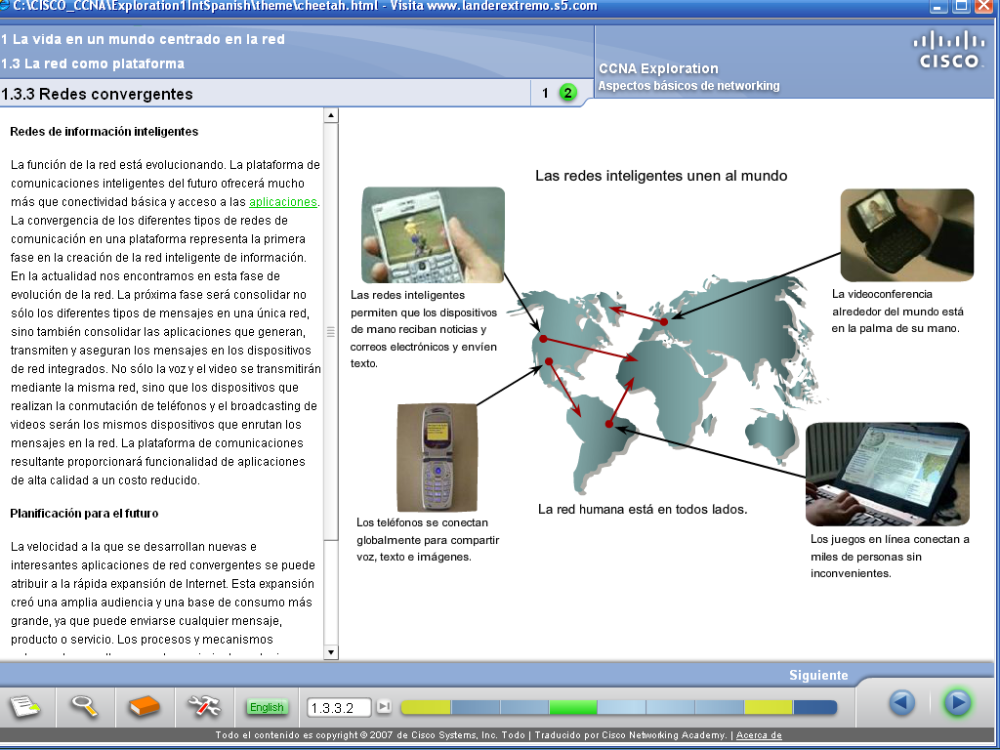 C:\CISCO_CCNA\Exploration1IntSpanish\theme\cheetah.html - Visita www.landerextremo.s5.com
1 La vida en un mundo centrado en la red
1.3 La red como plataforma
CCNA Exploration
Aspectos básicos de networking
CISCO
1.3.3 Redes convergentes
1 2
Redes de información inteligentes
La función de la red está evolucionando. La plataforma de
comunicaciones inteligentes del futuro ofrecerá mucho
más que conectividad básica y acceso a las aplicaciones.
La convergencia de los diferentes tipos de redes de
comunicación en una plataforma representa la primera
fase en la creación de la red inteligente de información.
En la actualidad nos encontramos en esta fase de
evolución de la red. La próxima fase será consolidar no
sólo los diferentes tipos de mensajes en una única red,
sino también consolidar las aplicaciones que generan,
transmiten y aseguran los mensajes en los dispositivos
de red integrados. No sólo la voz y el video se transmitirán
mediante la misma red, sino que los dispositivos que
realizan la conmutación de teléfonos y el broadcasting de
videos serán los mismos dispositivos que enrutan los
mensajes en la red. La plataforma de comunicaciones
resultante proporcionará funcionalidad de aplicaciones
de alta calidad a un costo reducido.
Planificación para el futuro
La velocidad a la que se desarrollan nuevas e
interesantes aplicaciones de red convergentes se puede
atribuir a la rápida expansión de Internet. Esta expansión
creó una amplia audiencia y una base de consumo más
grande, ya que puede enviarse cualquier mensaje,
producto o servicio. Los procesos y mecanismos
Las redes inteligentes unen al mundo
Las redes inteligentes
permiten que los dispositivos
de mano reciban noticias y
correos electrónicos y envíen
texto.
La videoconferencia
alrededor del mundo está
en la palma de su mano.
Los teléfonos se conectan
globalmente para compartir
voz, texto e imágenes.
La red humana está en todos lados.
Los juegos en línea conectan a
miles de personas sin
inconvenientes.
Siguiente
English
1.3.3.2
Todo el contenido es copyright © 2007 de Cisco Systems, Inc. Todo | Traducido por Cisco Networking Academy. | Acerca de